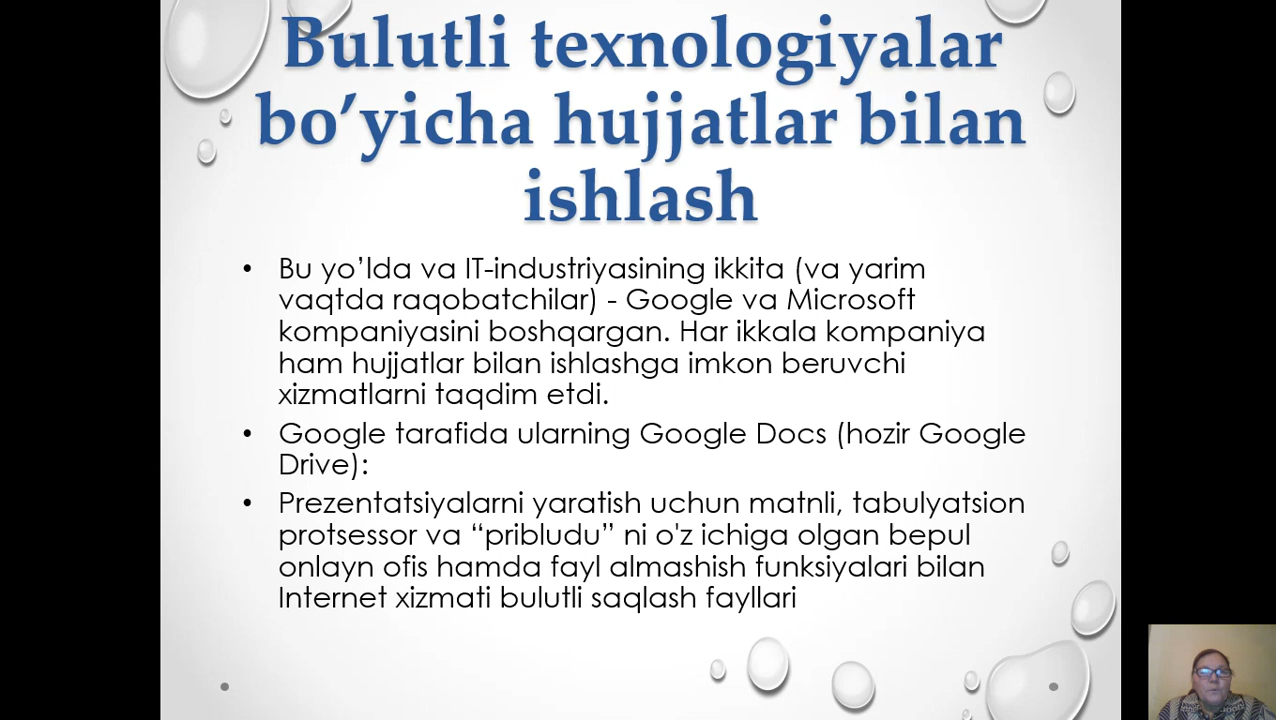 Bulutli texnologiyalar
bo’yicha hujjatlar bilan
ishlash
• Bu yo’lda va IT-industriyasining ikkita (va yarim
vaqtda raqobatchilar) - Google va Microsoft
kompaniyasini boshqargan. Har ikkala kompaniya
ham hujjatlar bilan ishlashga imkon beruvchi
xizmatlarni taqdim etdi.
• Google tarafida ularning Google Docs (hozir Google
Drive):
• Prezentatsiyalarni yaratish uchun matnli, tabulyatsion
protsessor va “pribludu” ni o'z ichiga olgan bepul
onlayn ofis hamda fayl almashish funksiyalari bilan
Internet xizmati bulutli saqlash fayllari